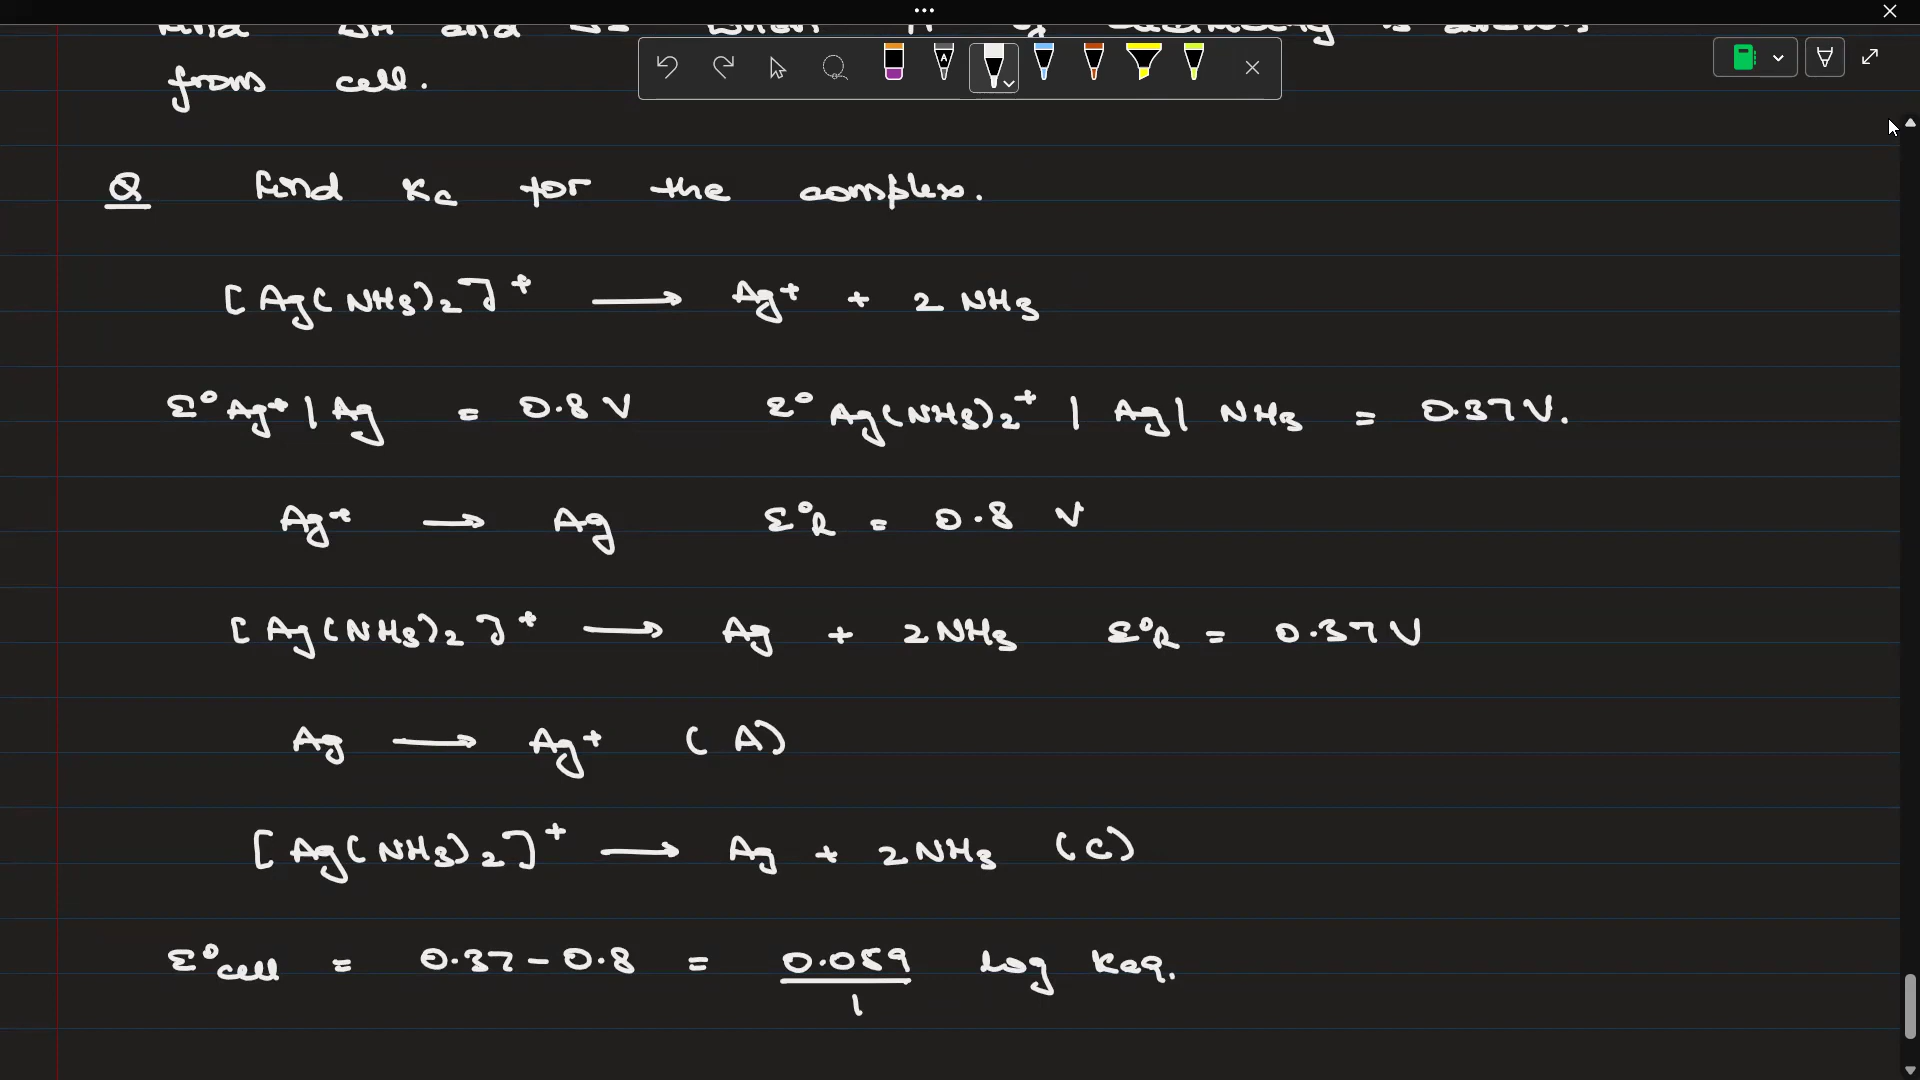 from cell.
Q Find Kc for the complex.
[Ag(NH3)2]+ ⟶ Ag+ + 2NH3
ε° Ag+ | Ag = 0.8 V ε° Ag(NH3)2+ | Ag | NH3 = 0.37 V.
Ag+ ⟶ Ag ε°R = 0.8 V
[Ag(NH3)2]+ ⟶ Ag + 2NH3 ε°R = 0.37 V
Ag ⟶ Ag+ (A)
[Ag(NH3)2]+ ⟶ Ag + 2NH3 (C)
ε°cell = 0.37 - 0.8 = 0.059/1 log Keq.